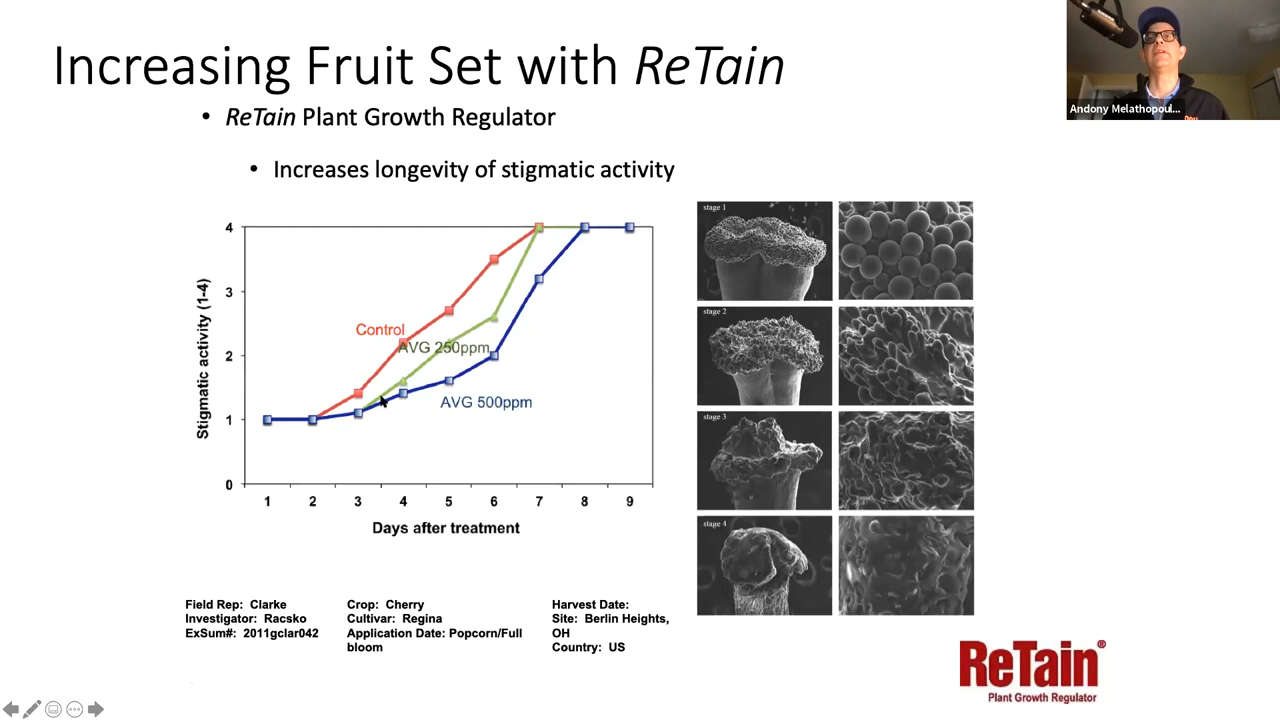 Increasing Fruit Set with ReTain
• ReTain Plant Growth Regulator
• Increases longevity of stigmatic activity
Andony Melathopoul...
Stigmatic activity (1-4)
4
3
2
1
0
Control
AVG 250ppm
AVG 500ppm
1 2 3 4 5 6 7 8 9
Days after treatment
stage 1
stage 2
stage 3
stage 4
Field Rep: Clarke
Investigator: Racsko
ExSum#: 2011gclar042
Crop: Cherry
Cultivar: Regina
Application Date: Popcorn/Full
bloom
Harvest Date:
Site: Berlin Heights,
OH
Country: US
ReTain®
Plant Growth Regulator